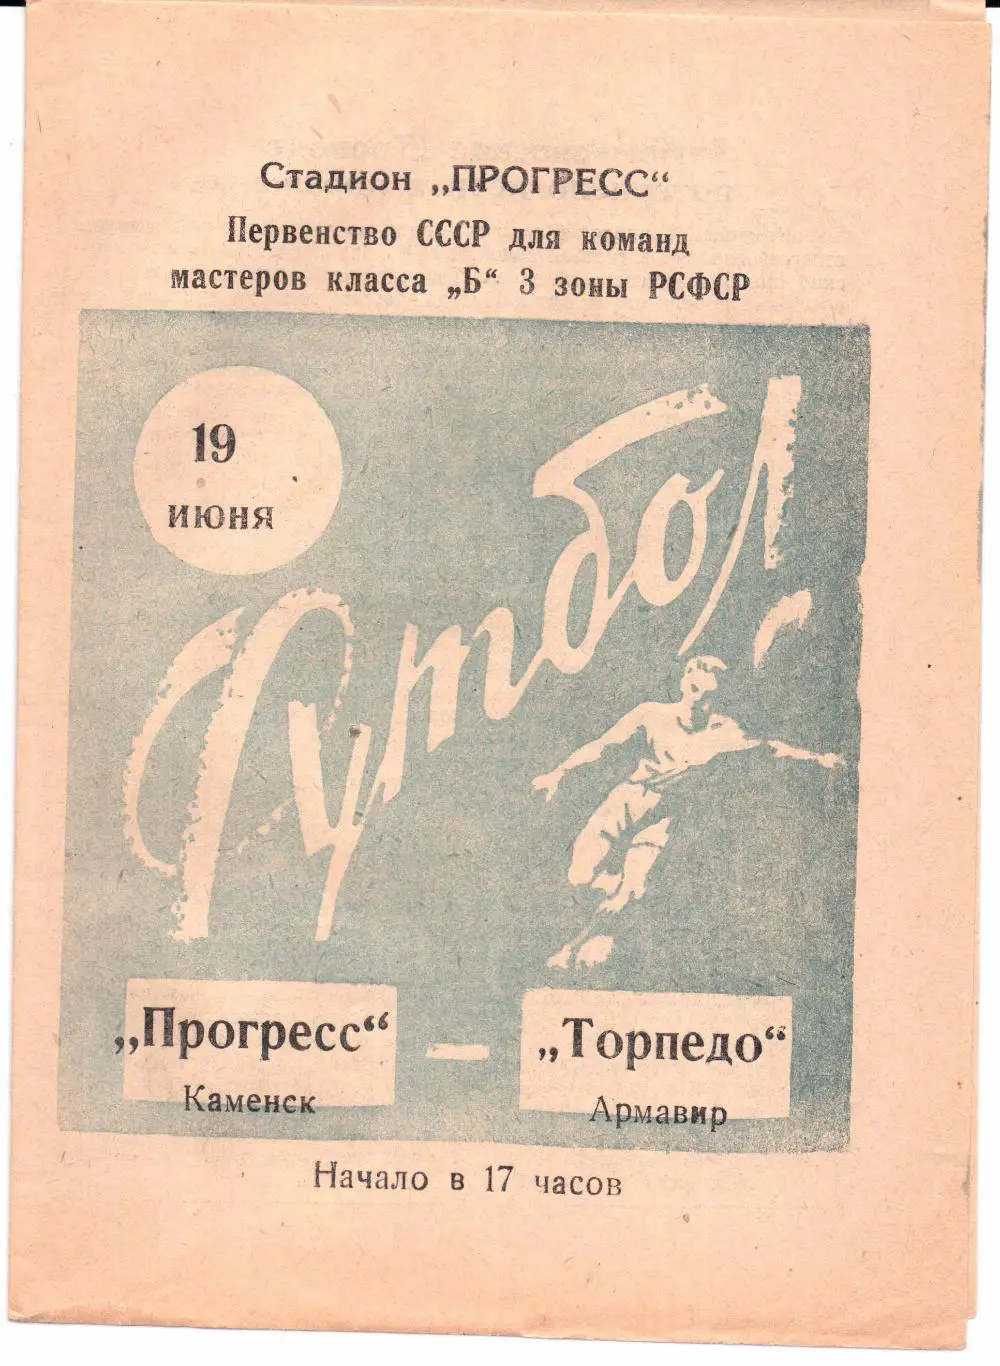 Стадион „ПРОГРЕСС“
Первенство СССР для команд
мастеров класса „Б“ 3 зоны РСФСР
19
июня
Футбол!
„Прогресс“ — „Торпедо“
Каменск Армавир
Начало в 17 часов